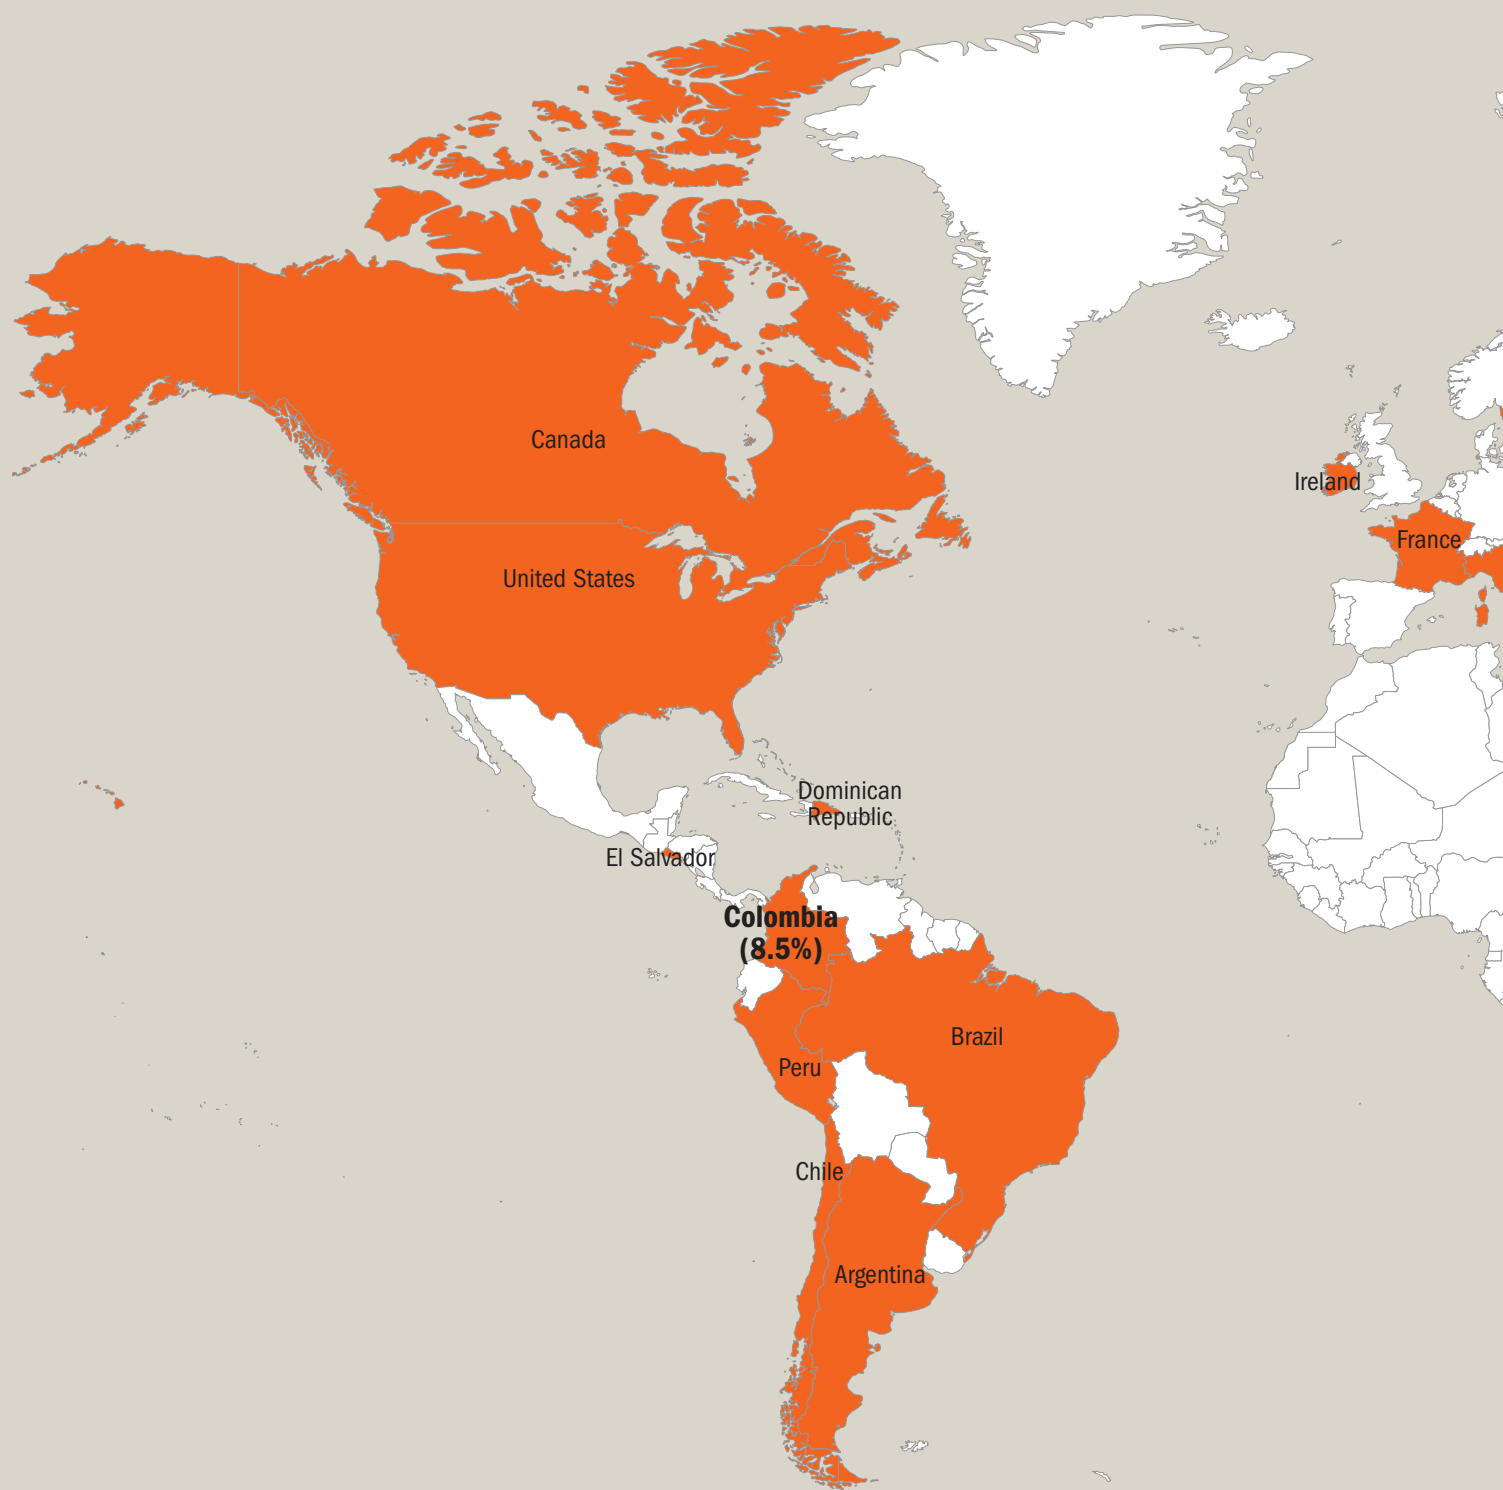 Canada
Ireland
France
United States
Dominican
Republic
El Salvador
Colombia
(8.5%)
Brazil
Peru
Chile
Argentina